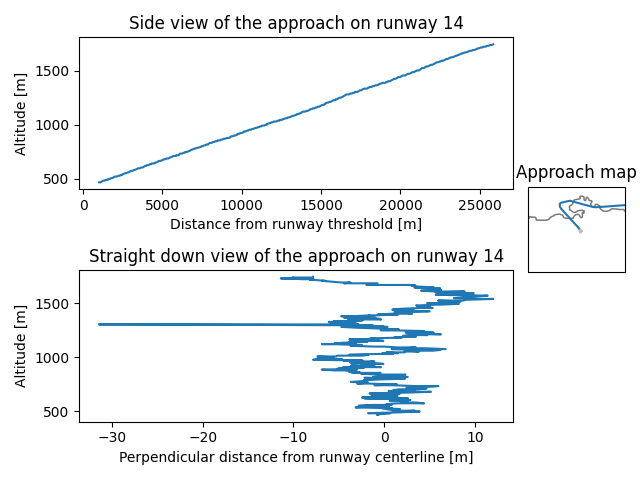 Side view of the approach on runway 14
Altitude [m]
1500
1000
500
0
5000
10000
15000
20000
25000
Distance from runway threshold [m]
Approach map
Straight down view of the approach on runway 14
Altitude [m]
1500
1000
500
−30
−20
−10
0
10
Perpendicular distance from runway centerline [m]